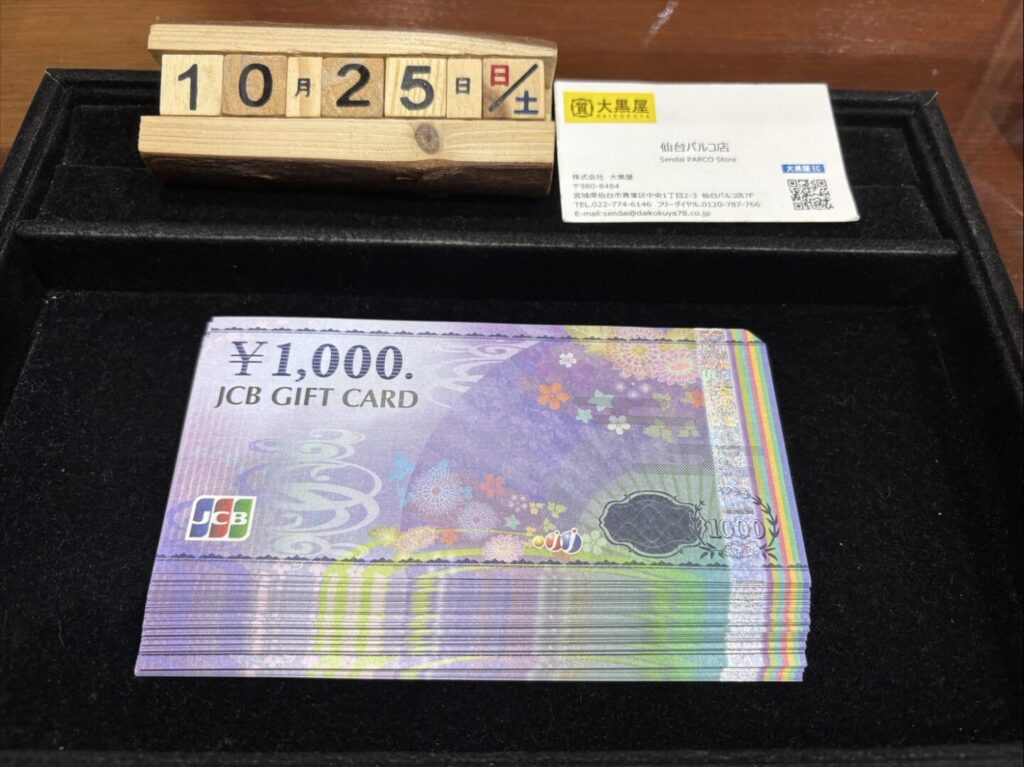 10月25日 日/土
質 大黒屋
DAIKOKUYA
仙台パルコ店
Sendai PARCO Store
大黒屋 EC
株式会社 大黒屋
〒980-8484
宮城県仙台市青葉区中央1丁目2-3 仙台パルコ店7F
TEL.022-774-6146 フリーダイヤル.0120-787-766
E-mail:sendai@daikokuya78.co.jp
¥1,000.
JCB GIFT CARD
JCB
1000